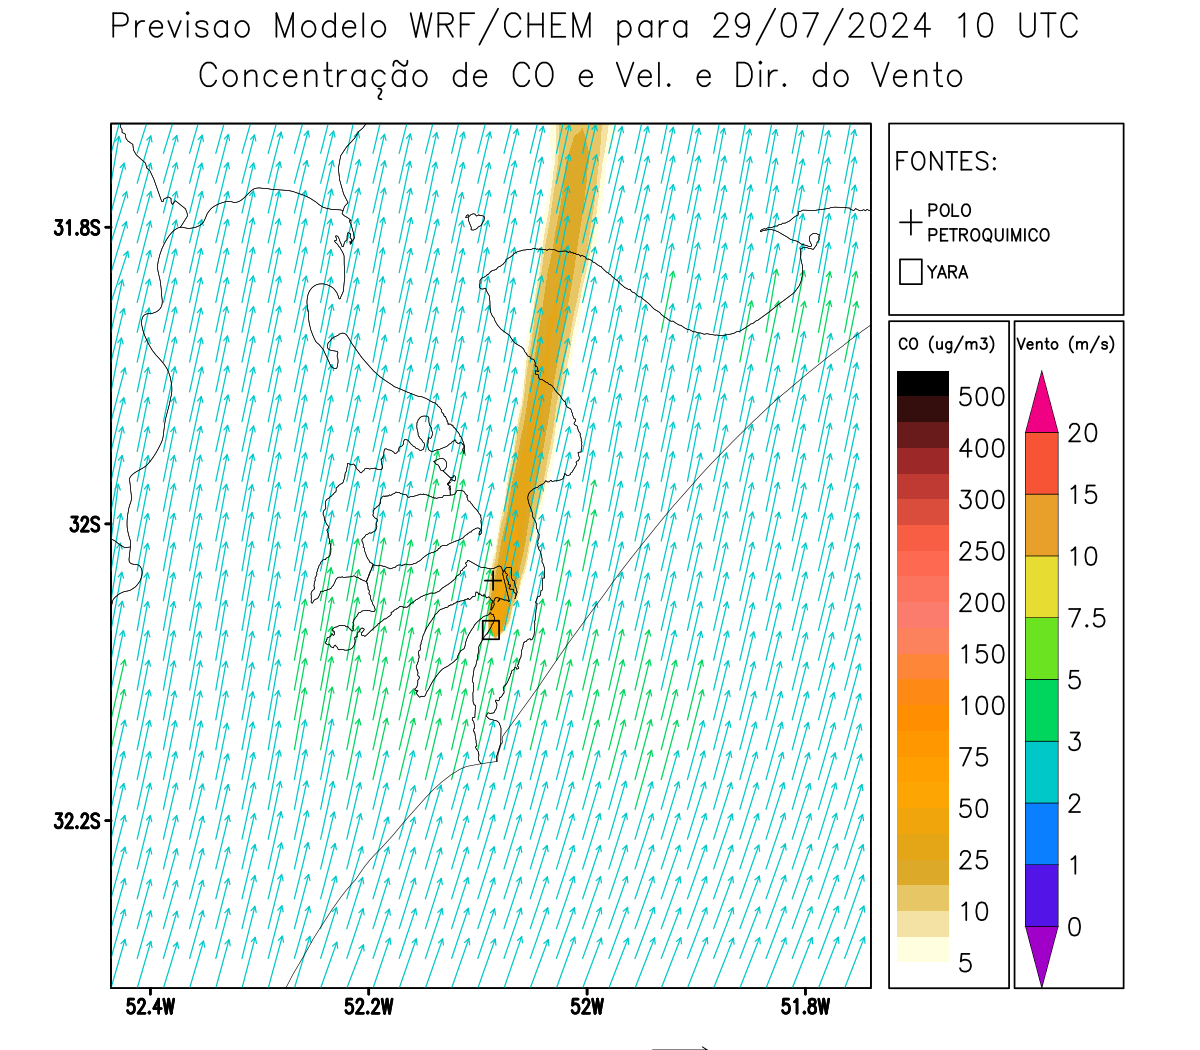 Previsao Modelo WRF/CHEM para 29/07/2024 10 UTC
Concentração de CO e Vel. e Dir. do Vento
31.8S
32S
32.2S
52.4W
52.2W
52W
51.8W
FONTES:
POLO
PETROQUIMICO
YARA
CO (ug/m3)
500
400
300
250
200
150
100
75
50
25
10
5
Vento (m/s)
20
15
10
7.5
5
3
2
1
0